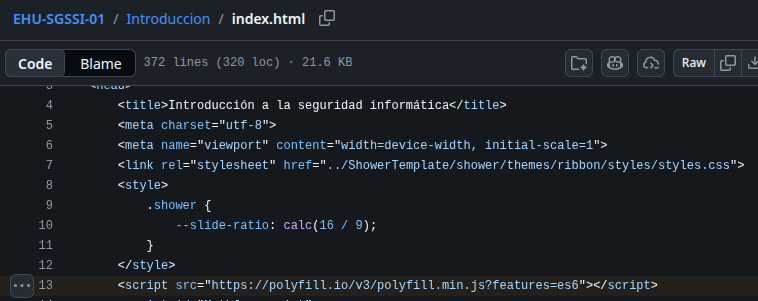 EHU-SGSSI-01 / Introduccion / index.html
Code Blame 372 lines (320 loc) · 21.6 KB Raw
3 <head>
4 <title>Introducción a la seguridad informática</title>
5 <meta charset="utf-8">
6 <meta name="viewport" content="width=device-width, initial-scale=1">
7 <link rel="stylesheet" href="../ShowerTemplate/shower/themes/ribbon/styles/styles.css">
8 <style>
9 .shower {
10 --slide-ratio: calc(16 / 9);
11 }
12 </style>
13 <script src="https://polyfill.io/v3/polyfill.min.js?features=es6"></script>